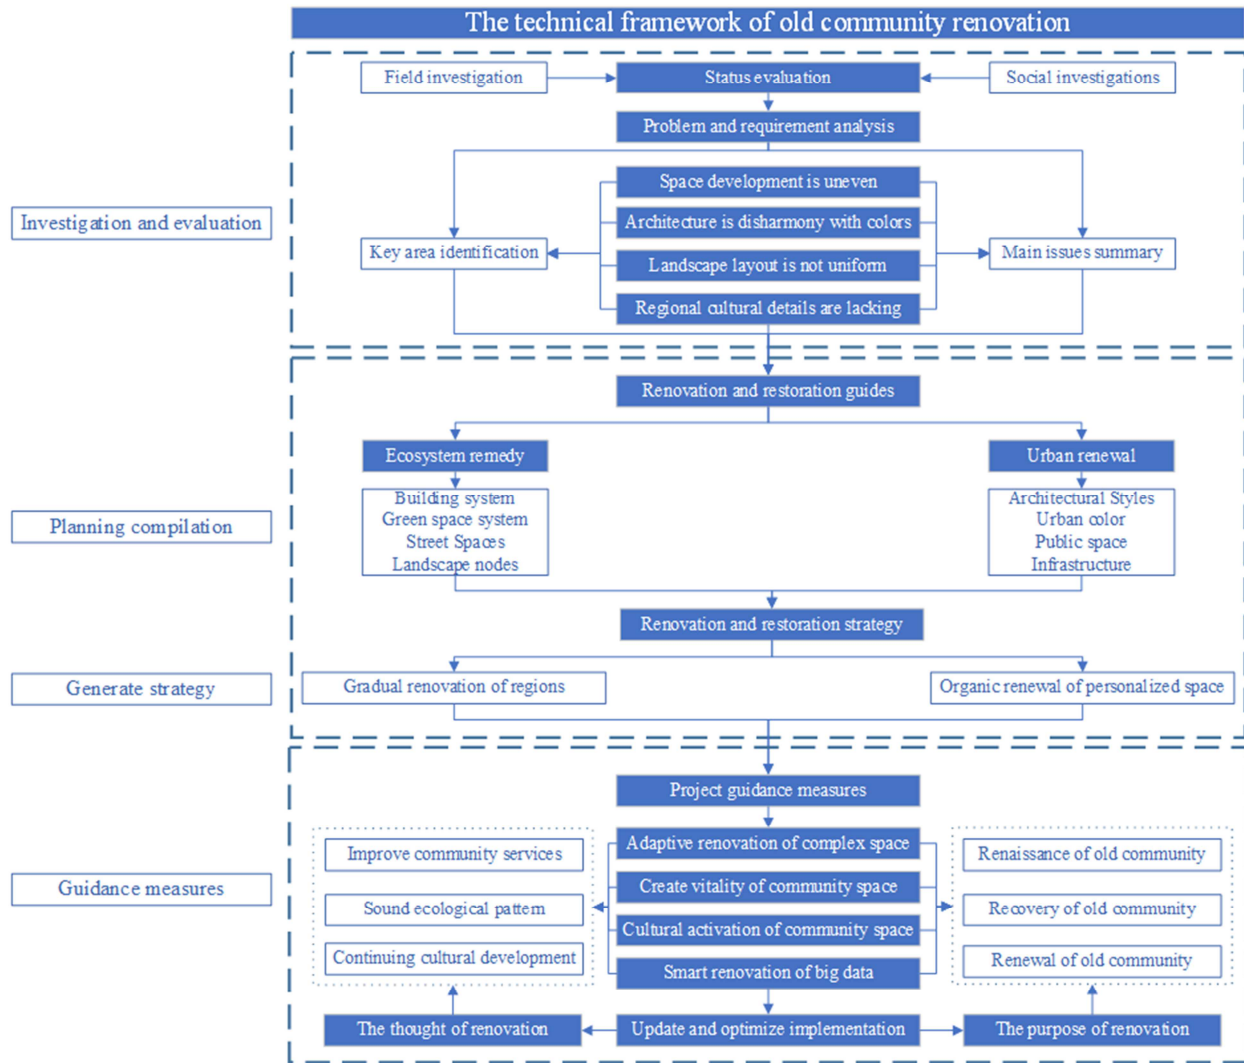 The technical framework of old community renovation
Field investigation
Status evaluation
Social investigations
Problem and requirement analysis
Space development is uneven
Investigation and evaluation
Architecture is disharmony with colors
Key area identification
Main issues summary
Landscape layout is not uniform
Regional cultural details are lacking
Renovation and restoration guides
Ecosystem remedy
Urban renewal
Planning compilation
Building system
Green space system
Street Spaces
Landscape nodes
Architectural Styles
Urban color
Public space
Infrastructure
Renovation and restoration strategy
Generate strategy
Gradual renovation of regions
Organic renewal of personalized space
Project guidance measures
Guidance measures
Improve community services
Sound ecological pattern
Continuing cultural development
Adaptive renovation of complex space
Create vitality of community space
Cultural activation of community space
Smart renovation of big data
Renaissance of old community
Recovery of old community
Renewal of old community
The thought of renovation
Update and optimize implementation
The purpose of renovation